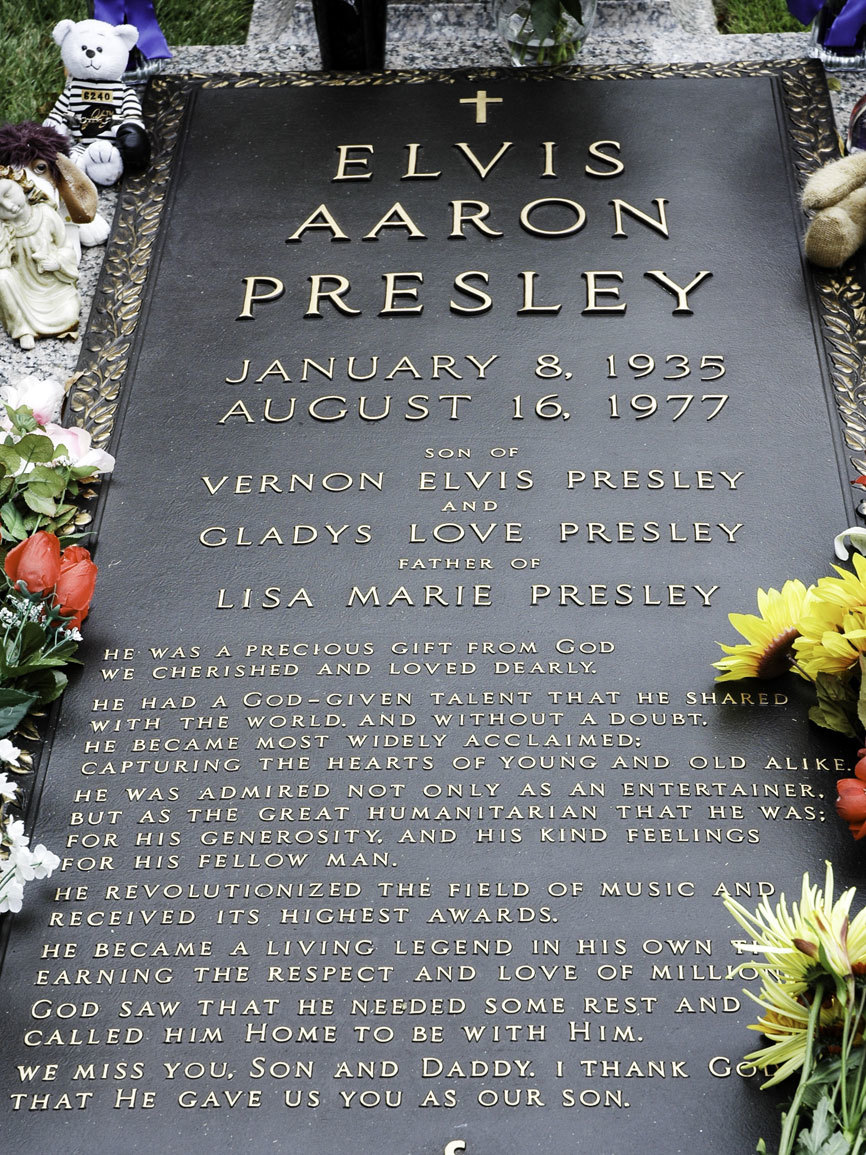 6240
ELVIS
AARON
PRESLEY
JANUARY 8, 1935
AUGUST 16, 1977
SON OF
VERNON ELVIS PRESLEY
AND
GLADYS LOVE PRESLEY
FATHER OF
LISA MARIE PRESLEY
HE WAS A PRECIOUS GIFT FROM GOD
WE CHERISHED AND LOVED DEARLY.
HE HAD A GOD-GIVEN TALENT THAT HE SHARED
WITH THE WORLD. AND WITHOUT A DOUBT,
HE BECAME MOST WIDELY ACCLAIMED;
CAPTURING THE HEARTS OF YOUNG AND OLD ALIKE.
HE WAS ADMIRED NOT ONLY AS AN ENTERTAINER,
BUT AS THE GREAT HUMANITARIAN THAT HE WAS;
FOR HIS GENEROSITY, AND HIS KIND FEELINGS
FOR HIS FELLOW MAN.
HE REVOLUTIONIZED THE FIELD OF MUSIC AND
RECEIVED ITS HIGHEST AWARDS.
HE BECAME A LIVING LEGEND IN HIS OWN
EARNING THE RESPECT AND LOVE OF MILLION
GOD SAW THAT HE NEEDED SOME REST AND
CALLED HIM HOME TO BE WITH HIM.
WE MISS YOU, SON AND DADDY. I THANK GOD
THAT HE GAVE US YOU AS OUR SON.